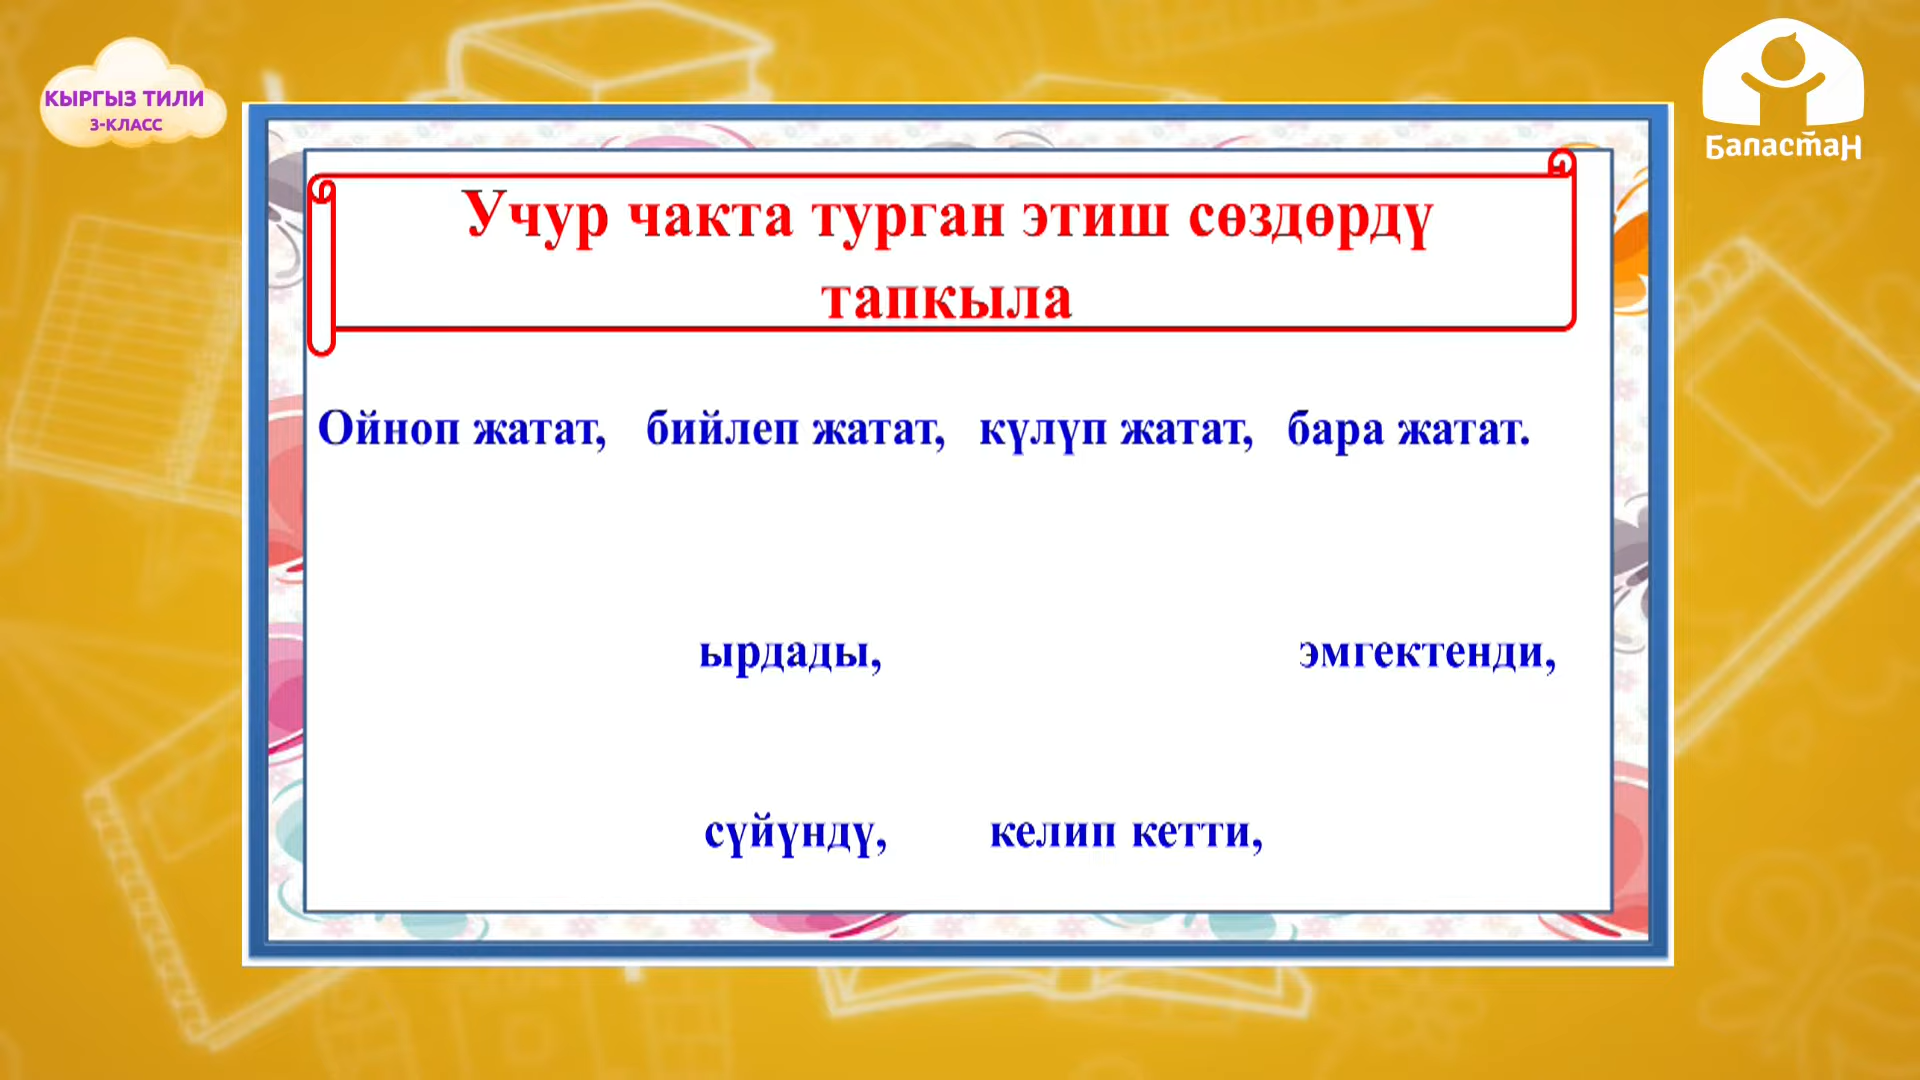 КЫРГЫЗ ТИЛИ
3-КЛАСС
Баластан
Учур чакта турган этиш сөздөрдү
тапкыла
Ойноп жатат, бийлеп жатат, күлүп жатат, бара жатат.
ырдады, эмгектенди,
сүйүндү, келип кетти,